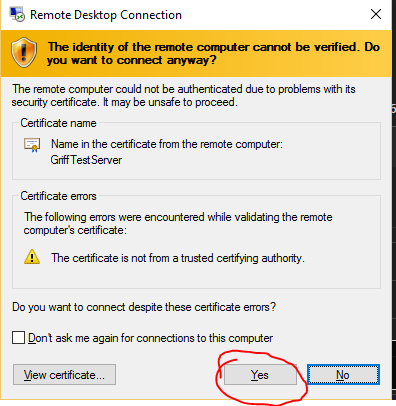 Remote Desktop Connection
The identity of the remote computer cannot be verified. Do
you want to connect anyway?
The remote computer could not be authenticated due to problems with its
security certificate. It may be unsafe to proceed.
Certificate name
Name in the certificate from the remote computer:
GriffTestServer
Certificate errors
The following errors were encountered while validating the remote
computer's certificate:
The certificate is not from a trusted certifying authority.
Do you want to connect despite these certificate errors?
Don't ask me again for connections to this computer
View certificate... Yes No